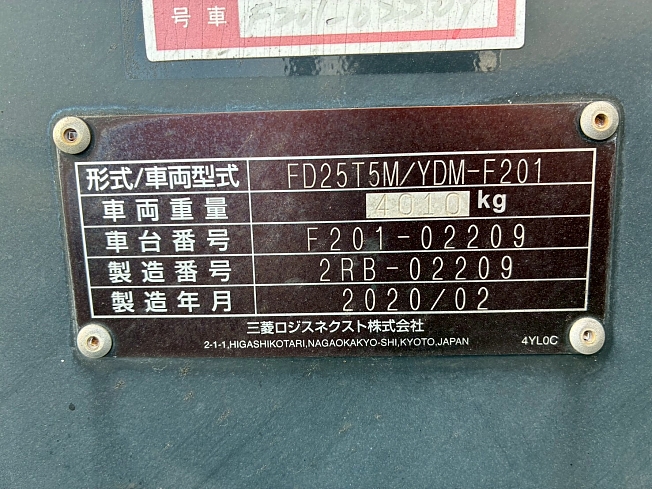 号車
形式/車両型式 FD25T5M/YDM-F201
車両重量 4010 kg
車台番号 F201-02209
製造番号 2RB-02209
製造年月 2020/02
三菱ロジスネクスト株式会社
2-1-1,HIGASHIKOTARI,NAGAOKAKYO-SHI,KYOTO,JAPAN 4YL0C